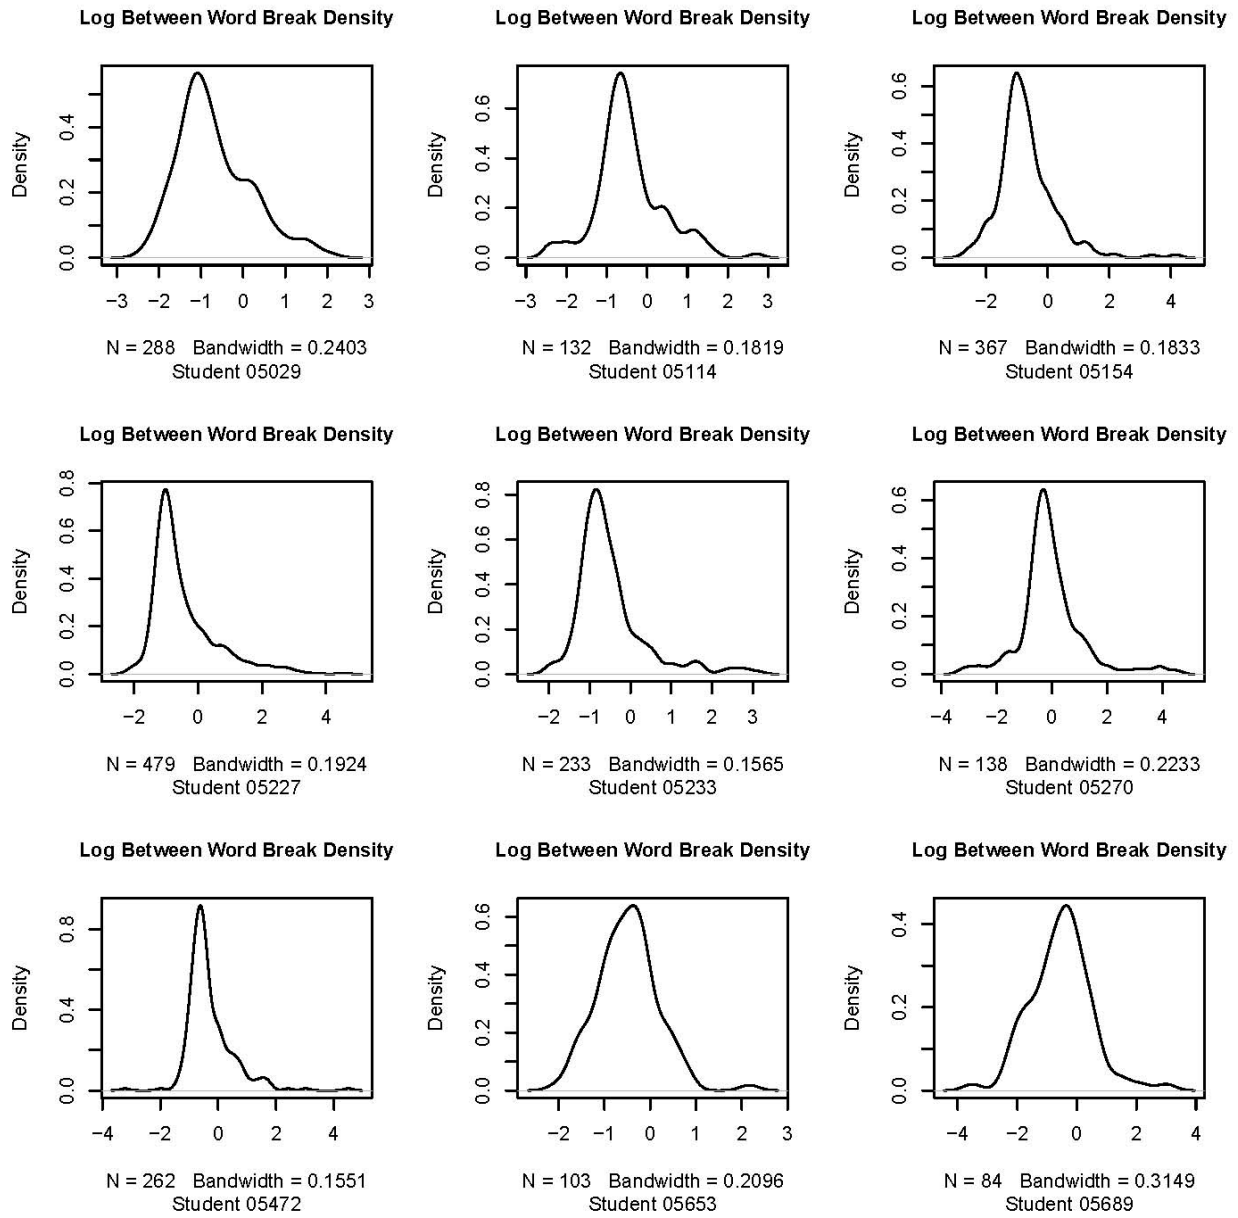 Log Between Word Break Density
Density
0.0 0.2 0.4
−3 −2 −1 0 1 2 3
N = 288 Bandwidth = 0.2403
Student 05029
Log Between Word Break Density
Density
0.0 0.2 0.4 0.6
−3 −2 −1 0 1 2 3
N = 132 Bandwidth = 0.1819
Student 05114
Log Between Word Break Density
Density
0.0 0.2 0.4 0.6
−2 0 2 4
N = 367 Bandwidth = 0.1833
Student 05154
Log Between Word Break Density
Density
0.0 0.2 0.4 0.6 0.8
−2 0 2 4
N = 479 Bandwidth = 0.1924
Student 05227
Log Between Word Break Density
Density
0.0 0.2 0.4 0.6 0.8
−2 −1 0 1 2 3
N = 233 Bandwidth = 0.1565
Student 05233
Log Between Word Break Density
Density
0.0 0.2 0.4 0.6
−4 −2 0 2 4
N = 138 Bandwidth = 0.2233
Student 05270
Log Between Word Break Density
Density
0.0 0.4 0.8
−4 −2 0 2 4
N = 262 Bandwidth = 0.1551
Student 05472
Log Between Word Break Density
Density
0.0 0.2 0.4 0.6
−2 −1 0 1 2 3
N = 103 Bandwidth = 0.2096
Student 05653
Log Between Word Break Density
Density
0.0 0.2 0.4
−4 −2 0 2 4
N = 84 Bandwidth = 0.3149
Student 05689